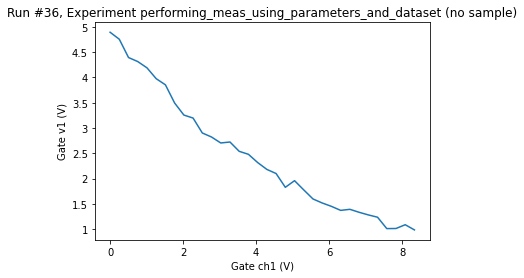 Run #36, Experiment performing_meas_using_parameters_and_dataset (no sample)
5
4.5
4
3.5
3
2.5
2
1.5
1
Gate v1 (V)
0 2 4 6 8
Gate ch1 (V)